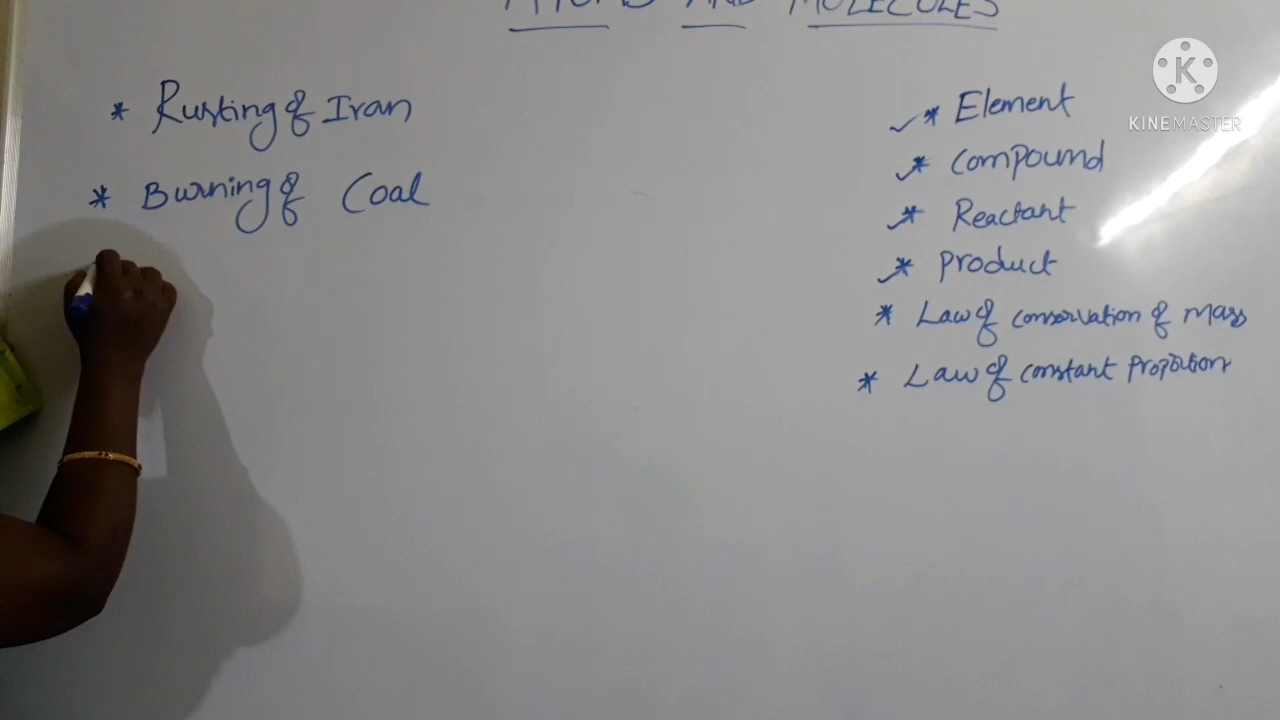 ATOMS AND MOLECULES
* Rusting of Iran
* Burning of Coal
* Element
* Compound
* Reactant
* Product
* Law of conservation of mass
* Law of constant proportion
KINEMASTER